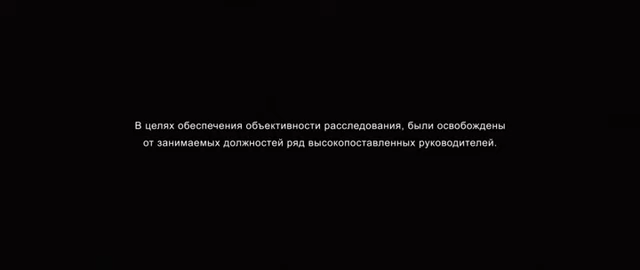 В целях обеспечения объективности расследования, были освобождены
от занимаемых должностей ряд высокопоставленных руководителей.